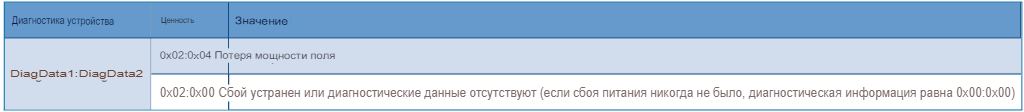 Диагностика устройства Ценность Значение
DiagData1:DiagData2
0x02:0x04 Потеря мощности поля
0x02:0x00 Сбой устранен или диагностические данные отсутствуют (если сбоя питания никогда не было, диагностическая информация равна 0x00:0x00)